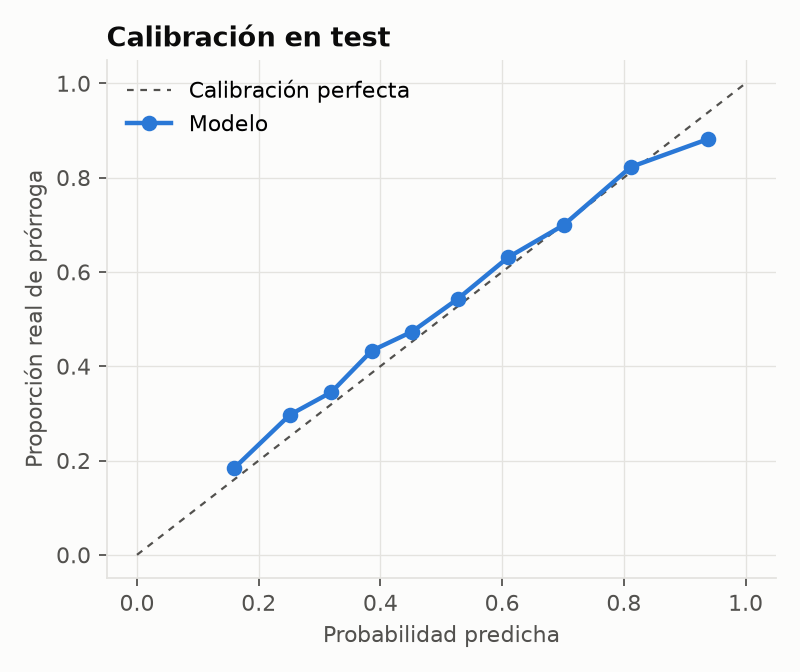 Calibración en test
Calibración perfecta
Modelo
Proporción real de prórroga
1.0
0.8
0.6
0.4
0.2
0.0
0.0 0.2 0.4 0.6 0.8 1.0
Probabilidad predicha